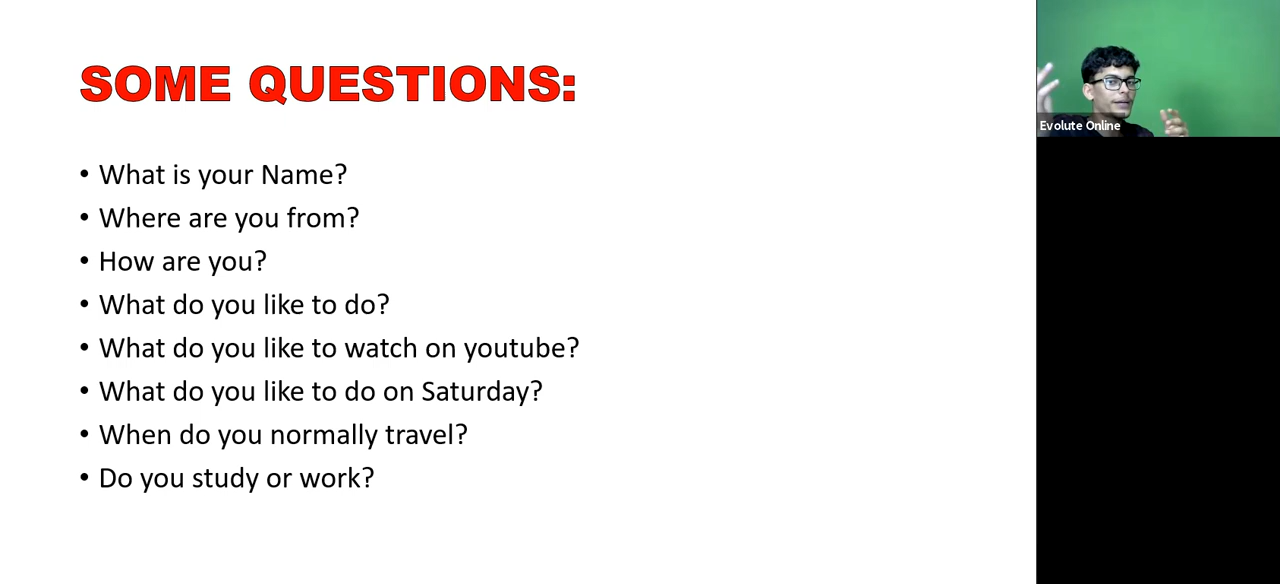 SOME QUESTIONS:
• What is your Name?
• Where are you from?
• How are you?
• What do you like to do?
• What do you like to watch on youtube?
• What do you like to do on Saturday?
• When do you normally travel?
• Do you study or work?
Evolute Online